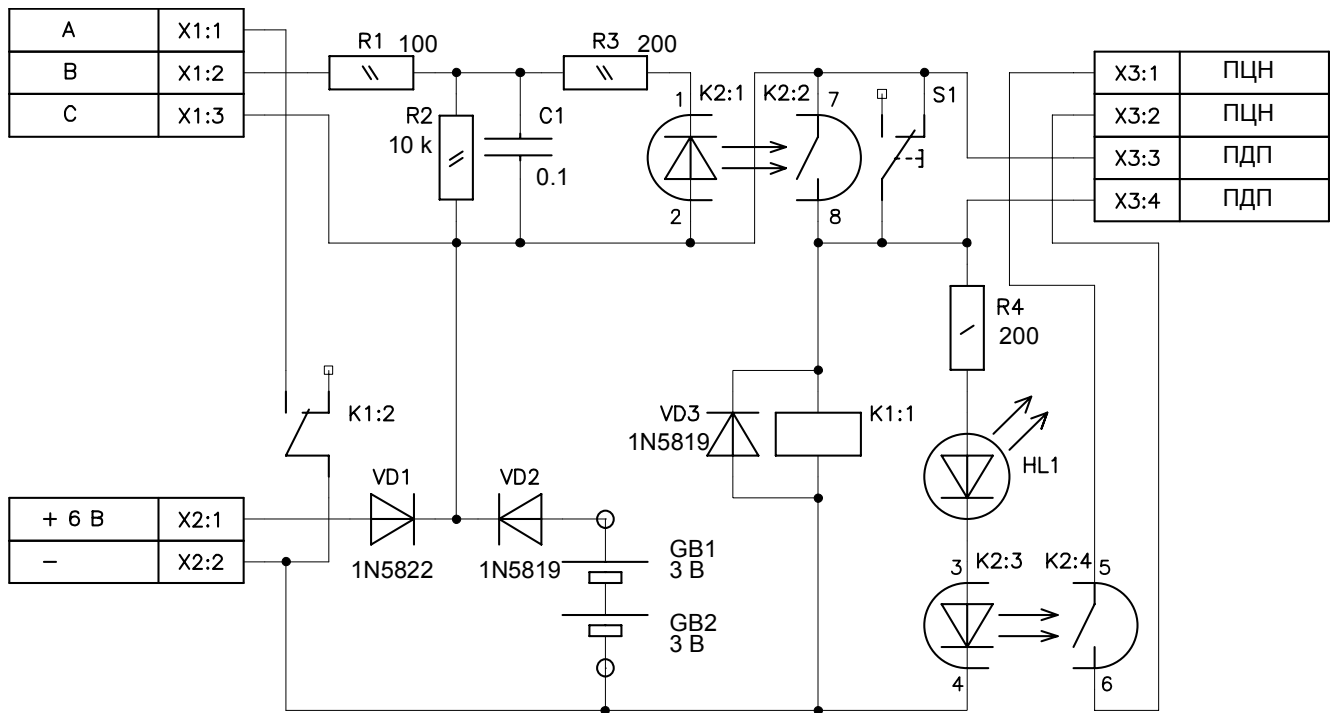 A X1:1
B X1:2
C X1:3
R1 100
R3 200
R2
10 k
C1
0.1
1 K2:1
2
K2:2 7
8
S1
X3:1 ПЦН
X3:2 ПЦН
X3:3 ПДП
X3:4 ПДП
R4
200
K1:2
VD3
1N5819
K1:1
HL1
+ 6 В X2:1
– X2:2
VD1
1N5822
VD2
1N5819
GB1
3 В
GB2
3 В
3 K2:3
4
K2:4 5
6